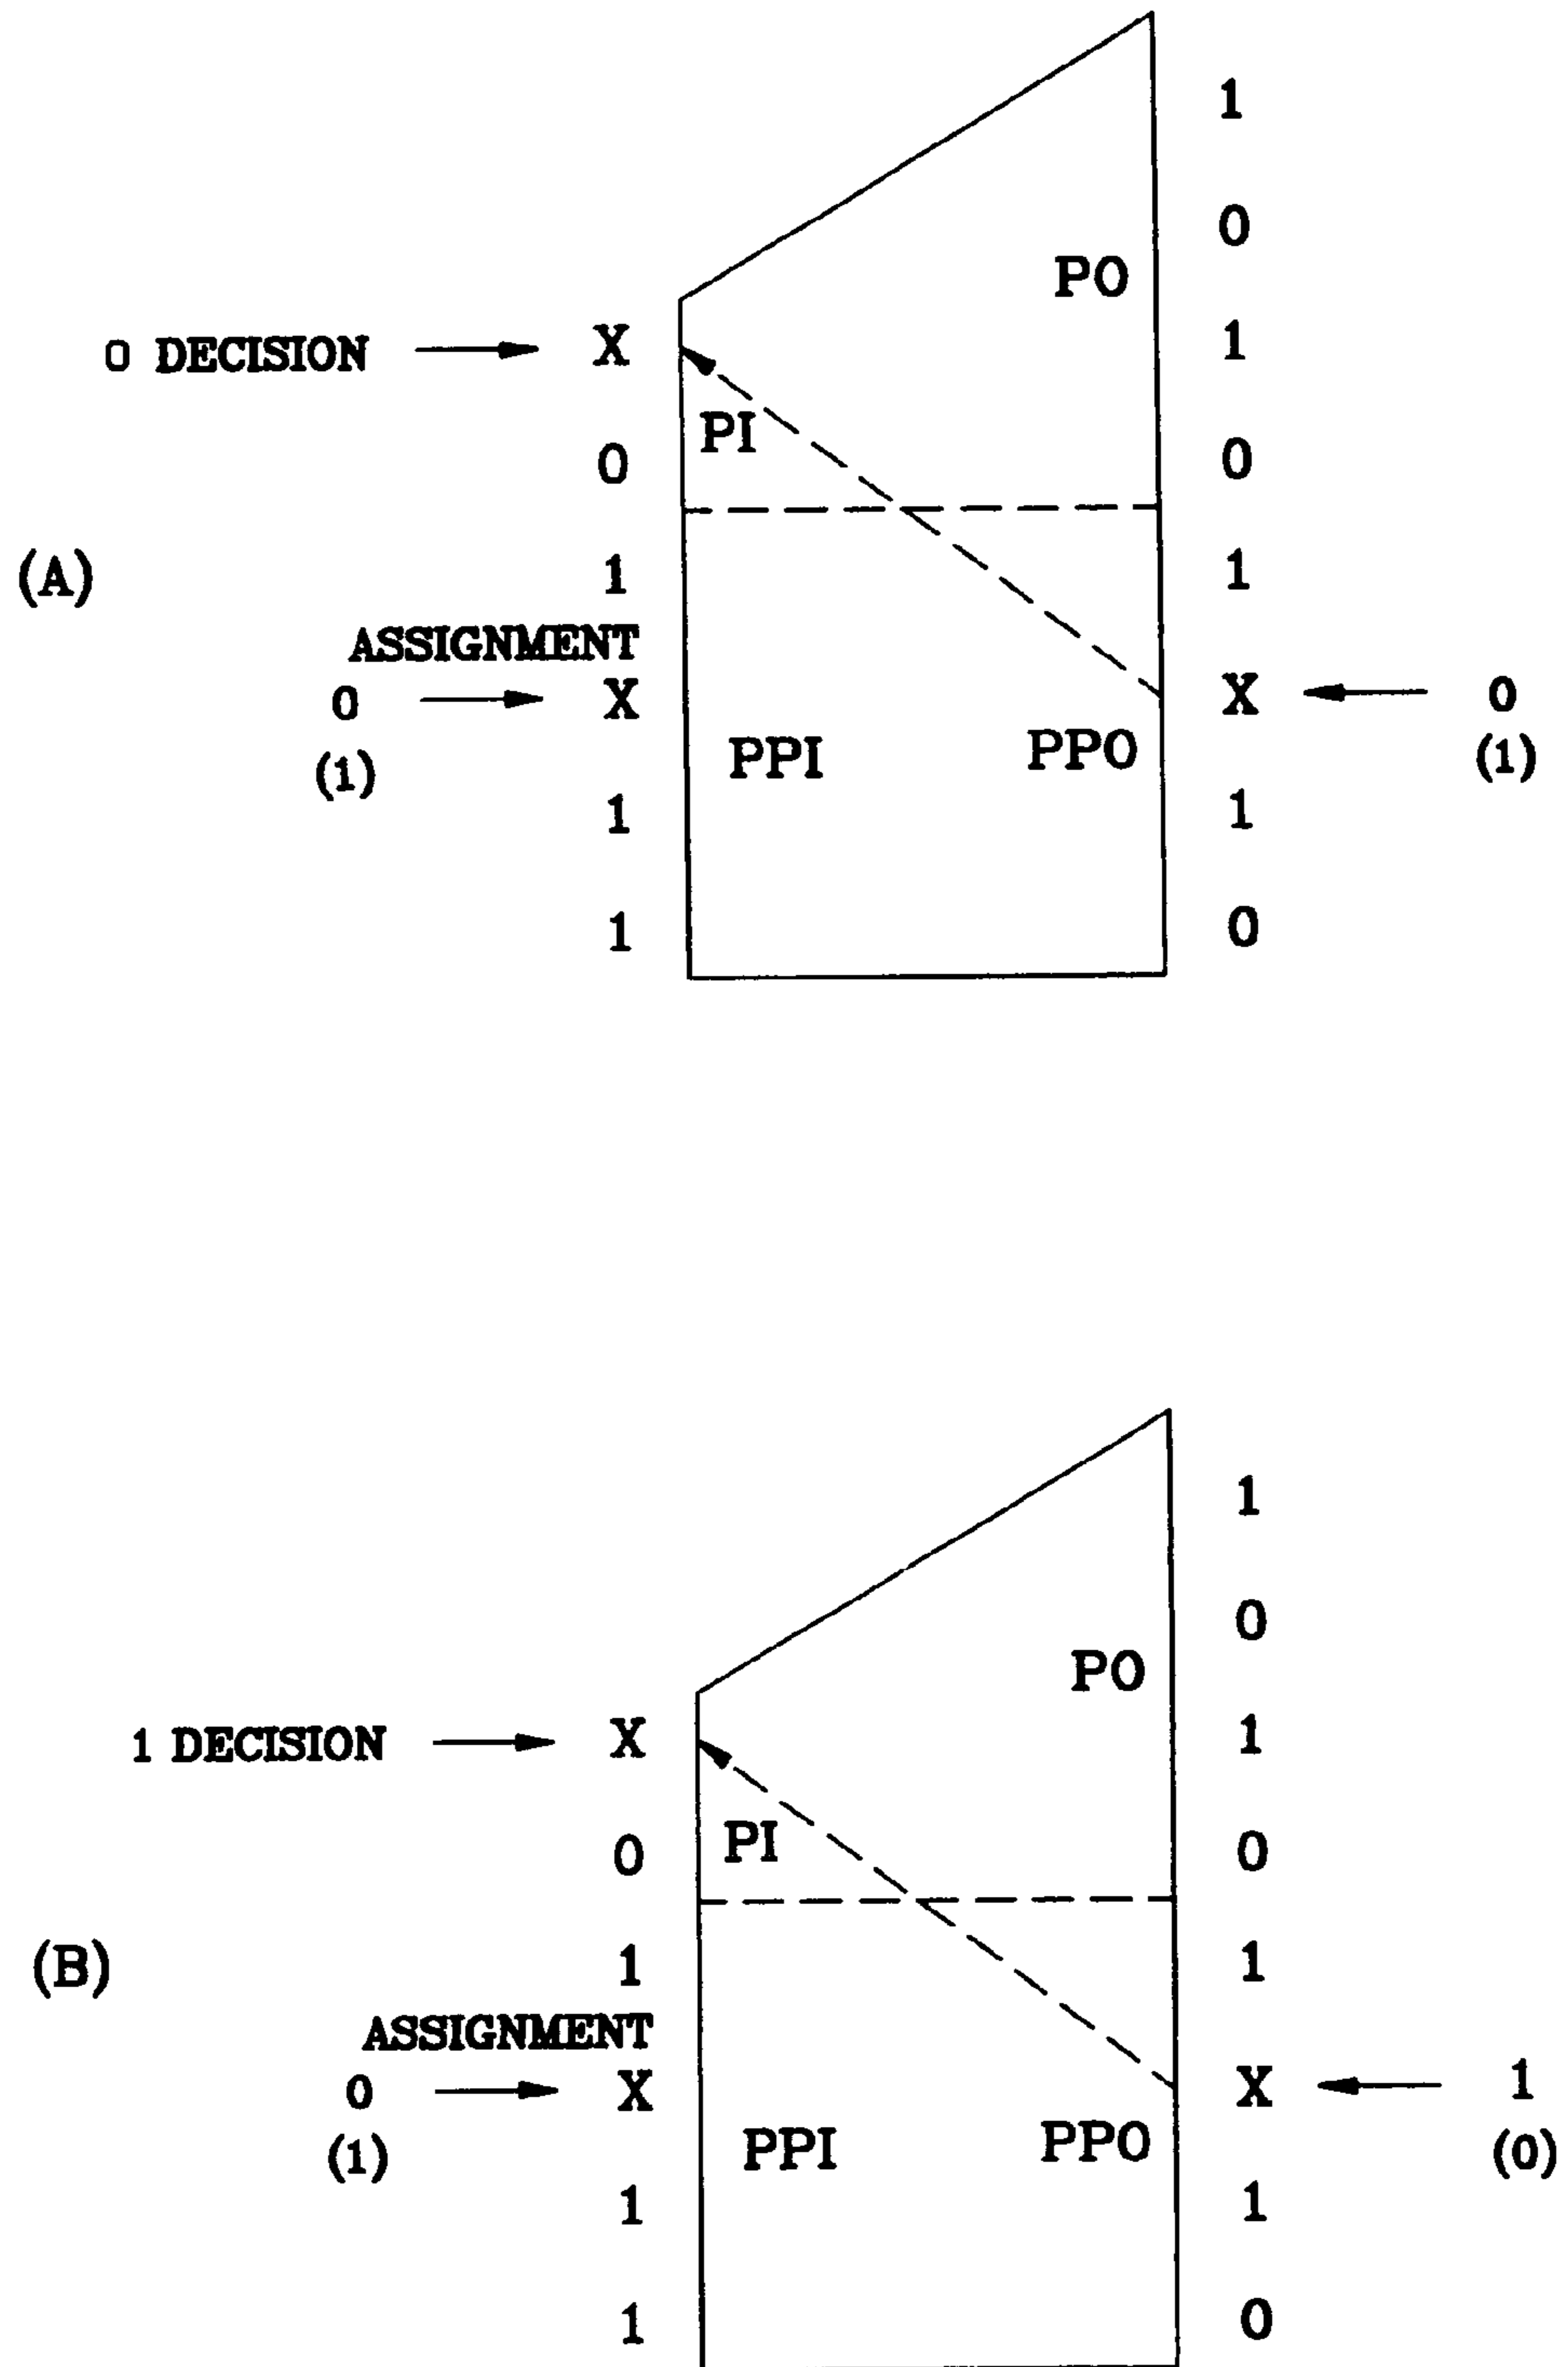 1
0
PO
0 DECISION X 1
PI
0 0
(A)
1 1
ASSIGNMENT
0 X X 0
(1) PPI PPO (1)
1 1
1 0
1
0
PO
1 DECISION X 1
PI
0 0
(B)
1 1
ASSIGNMENT
0 X X 1
(1) PPI PPO (0)
1 1
1 0